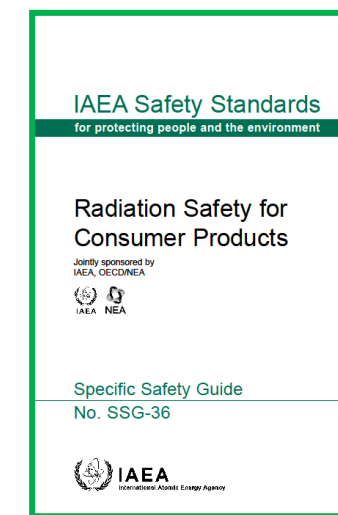 IAEA Safety Standards
for protecting people and the environment
Radiation Safety for
Consumer Products
Jointly sponsored by
IAEA, OECD/NEA
IAEA NEA
Specific Safety Guide
No. SSG-36
IAEA
International Atomic Energy Agency